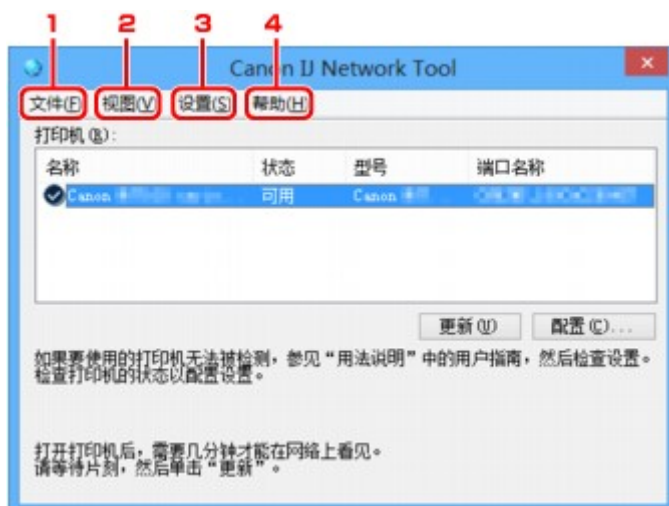 1 2 3 4
Canon IJ Network Tool
文件(F) 视图(V) 设置(S) 帮助(H)
打印机(B):
名称 状态 型号 端口名称
Canon 可用 Canon
更新(U) 配置(C)...
如果要使用的打印机无法被检测，参见“用法说明”中的用户指南，然后检查设置。
检查打印机的状态以配置设置。
打开打印机后，需要几分钟才能在网络上看见。
请等待片刻，然后单击“更新”。